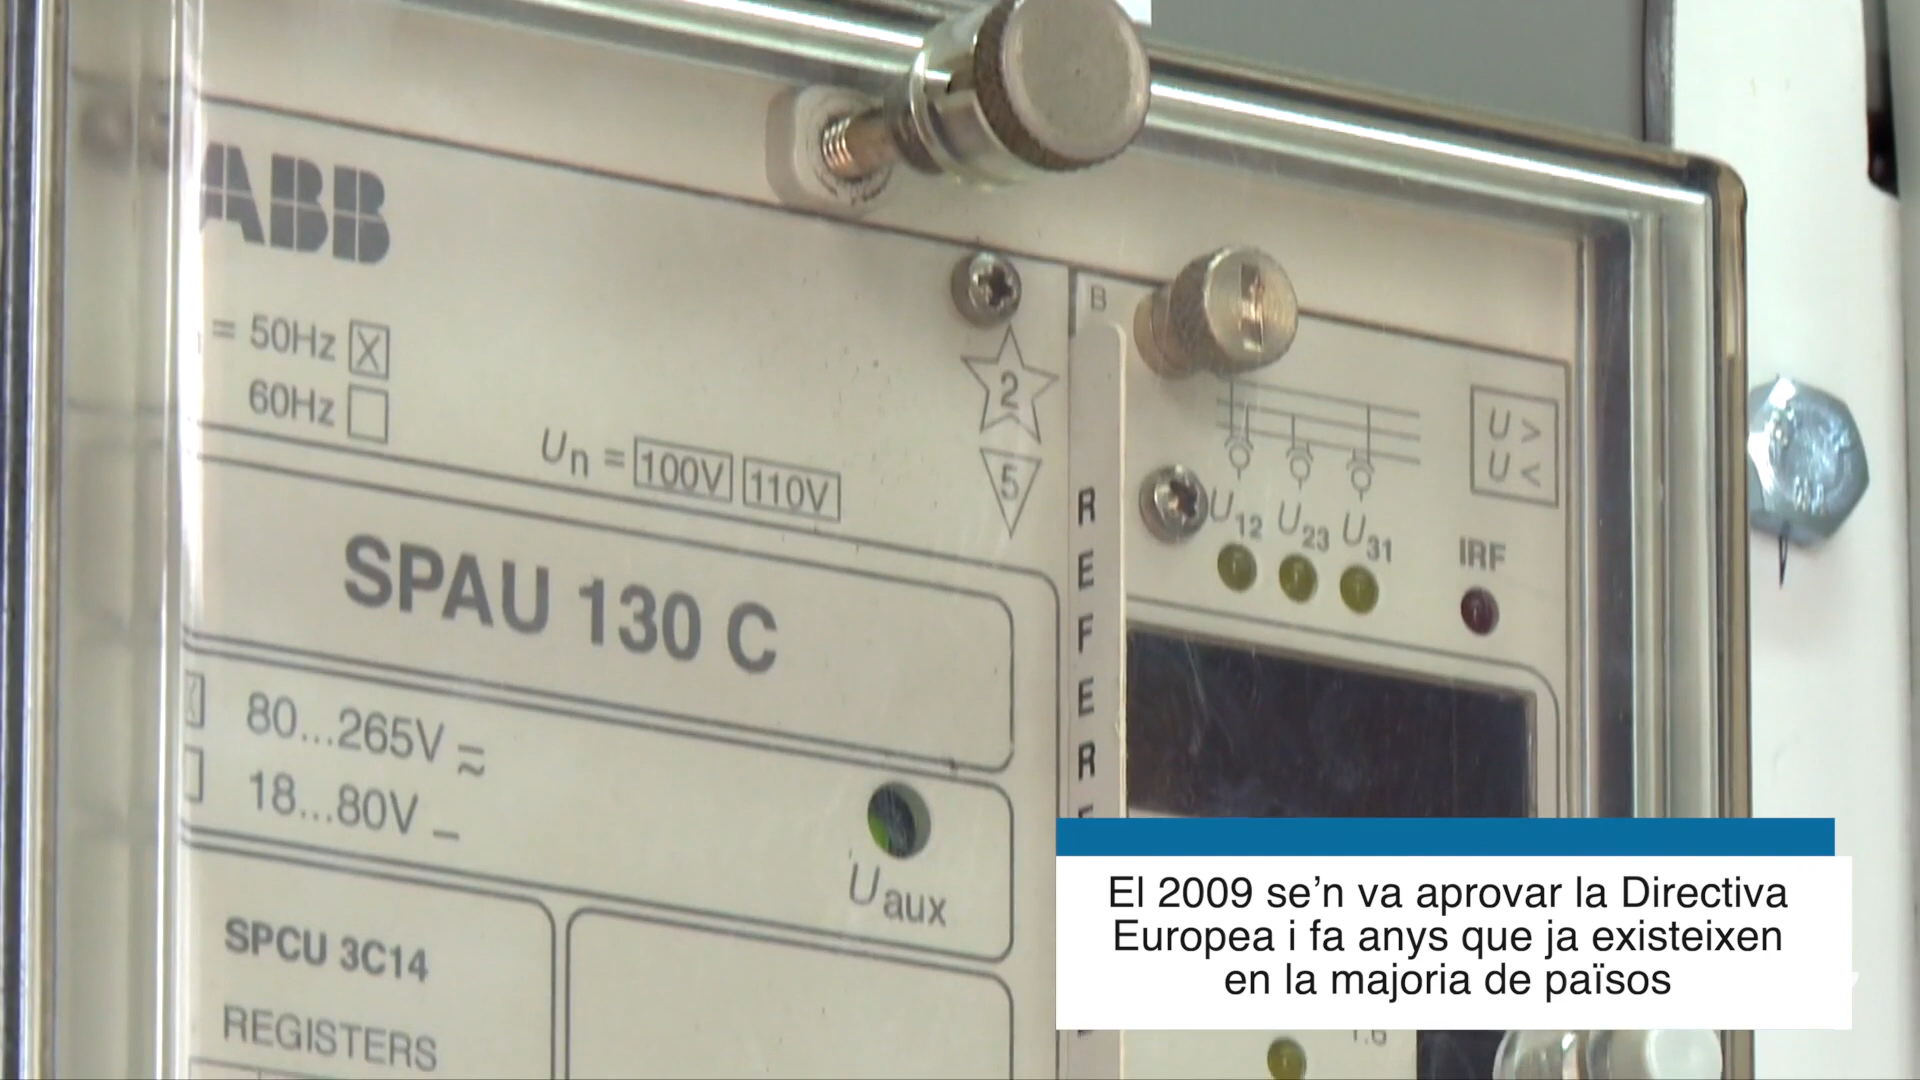 ABB
= 50Hz X
60Hz
Un = 100V 110V
2
5
SPAU 130 C
80...265V
18...80V
Uaux
SPCU 3C14
REGISTERS
B
R
E
F
E
R
U >
U <
U12 U23 U31
IRF
El 2009 se’n va aprovar la Directiva
Europea i fa anys que ja existeixen
en la majoria de països